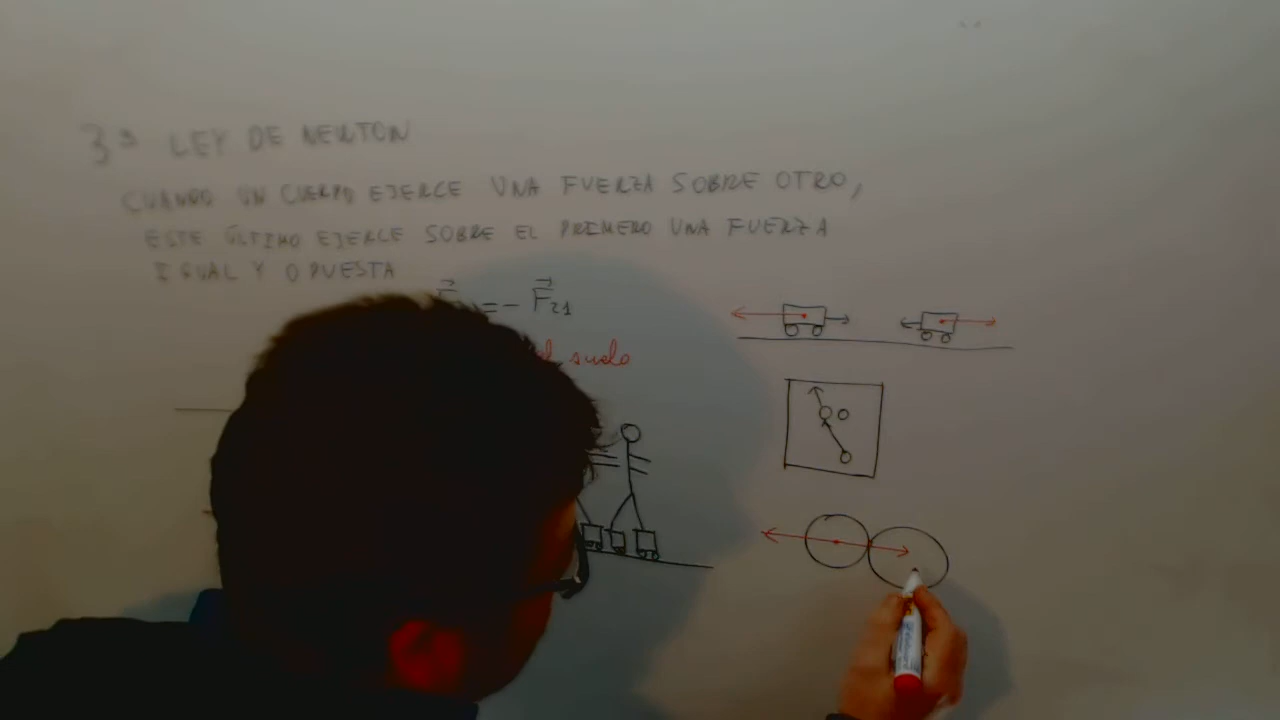 3ª LEY DE NEWTON
CUANDO UN CUERPO EJERCE UNA FUERZA SOBRE OTRO,
ESTE ÚLTIMO EJERCE SOBRE EL PRIMERO UNA FUERZA
IGUAL Y OPUESTA
= - F21
suelo